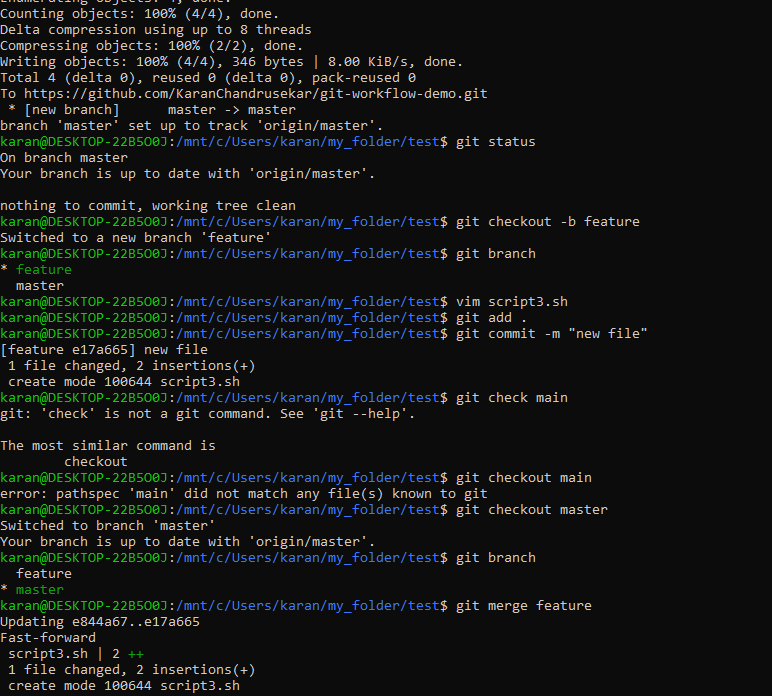 Enumerating objects: 4, done.
Counting objects: 100% (4/4), done.
Delta compression using up to 8 threads
Compressing objects: 100% (2/2), done.
Writing objects: 100% (4/4), 346 bytes | 8.00 KiB/s, done.
Total 4 (delta 0), reused 0 (delta 0), pack-reused 0
To https://github.com/KaranChandrusekar/git-workflow-demo.git
 * [new branch]      master -> master
branch 'master' set up to track 'origin/master'.
karan@DESKTOP-22B5O0J:/mnt/c/Users/karan/my_folder/test$ git status
On branch master
Your branch is up to date with 'origin/master'.

nothing to commit, working tree clean
karan@DESKTOP-22B5O0J:/mnt/c/Users/karan/my_folder/test$ git checkout -b feature
Switched to a new branch 'feature'
karan@DESKTOP-22B5O0J:/mnt/c/Users/karan/my_folder/test$ git branch
* feature
  master
karan@DESKTOP-22B5O0J:/mnt/c/Users/karan/my_folder/test$ vim script3.sh
karan@DESKTOP-22B5O0J:/mnt/c/Users/karan/my_folder/test$ git add .
karan@DESKTOP-22B5O0J:/mnt/c/Users/karan/my_folder/test$ git commit -m "new file"
[feature e17a665] new file
 1 file changed, 2 insertions(+)
 create mode 100644 script3.sh
karan@DESKTOP-22B5O0J:/mnt/c/Users/karan/my_folder/test$ git check main
git: 'check' is not a git command. See 'git --help'.

The most similar command is
        checkout
karan@DESKTOP-22B5O0J:/mnt/c/Users/karan/my_folder/test$ git checkout main
error: pathspec 'main' did not match any file(s) known to git
karan@DESKTOP-22B5O0J:/mnt/c/Users/karan/my_folder/test$ git checkout master
Switched to branch 'master'
Your branch is up to date with 'origin/master'.
karan@DESKTOP-22B5O0J:/mnt/c/Users/karan/my_folder/test$ git branch
  feature
* master
karan@DESKTOP-22B5O0J:/mnt/c/Users/karan/my_folder/test$ git merge feature
Updating e844a67..e17a665
Fast-forward
 script3.sh | 2 ++
 1 file changed, 2 insertions(+)
 create mode 100644 script3.sh